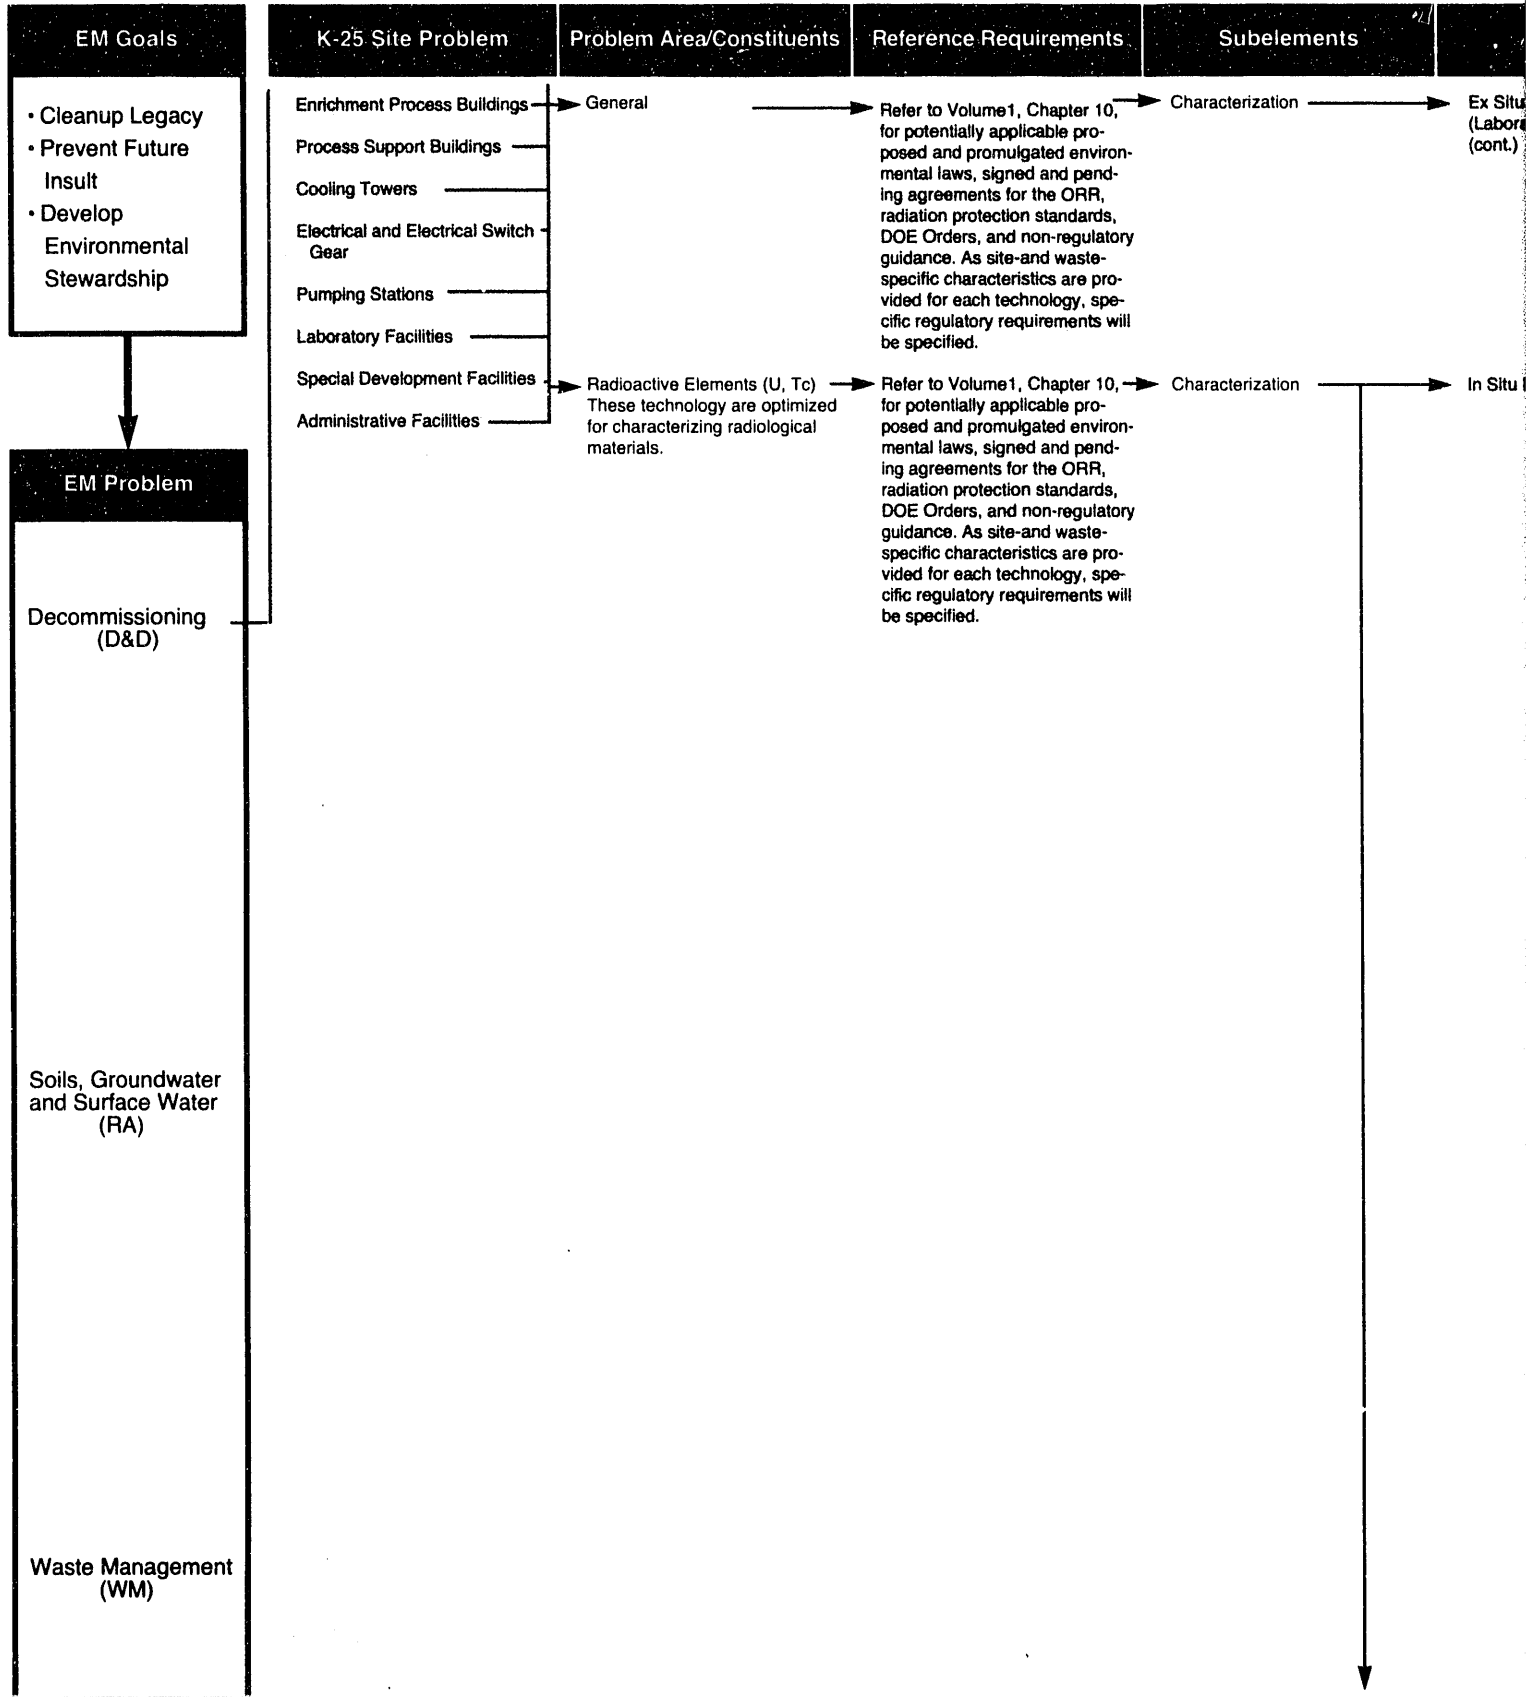 EM Goals
• Cleanup Legacy
• Prevent Future
Insult
• Develop
Environmental
Stewardship
EM Problem
Decommissioning
(D&D)
Soils, Groundwater
and Surface Water
(RA)
Waste Management
(WM)
K-25 Site Problem
Enrichment Process Buildings
Process Support Buildings
Cooling Towers
Electrical and Electrical Switch
Gear
Pumping Stations
Laboratory Facilities
Special Development Facilities
Administrative Facilities
Problem Area/Constituents
General
Radioactive Elements (U, Tc)
These technology are optimized
for characterizing radiological
materials.
Reference Requirements
Refer to Volume1, Chapter 10,
for potentially applicable pro-
posed and promulgated environ-
mental laws, signed and pend-
ing agreements for the ORR,
radiation protection standards,
DOE Orders, and non-regulatory
guidance. As site-and waste-
specific characteristics are pro-
vided for each technology, spe-
cific regulatory requirements will
be specified.
Refer to Volume1, Chapter 10,
for potentially applicable pro-
posed and promulgated environ-
mental laws, signed and pend-
ing agreements for the ORR,
radiation protection standards,
DOE Orders, and non-regulatory
guidance. As site-and waste-
specific characteristics are pro-
vided for each technology, spe-
cific regulatory requirements will
be specified.
Subelements
Characterization
Characterization
Ex Situ
(Labora
(cont.)
In Situ